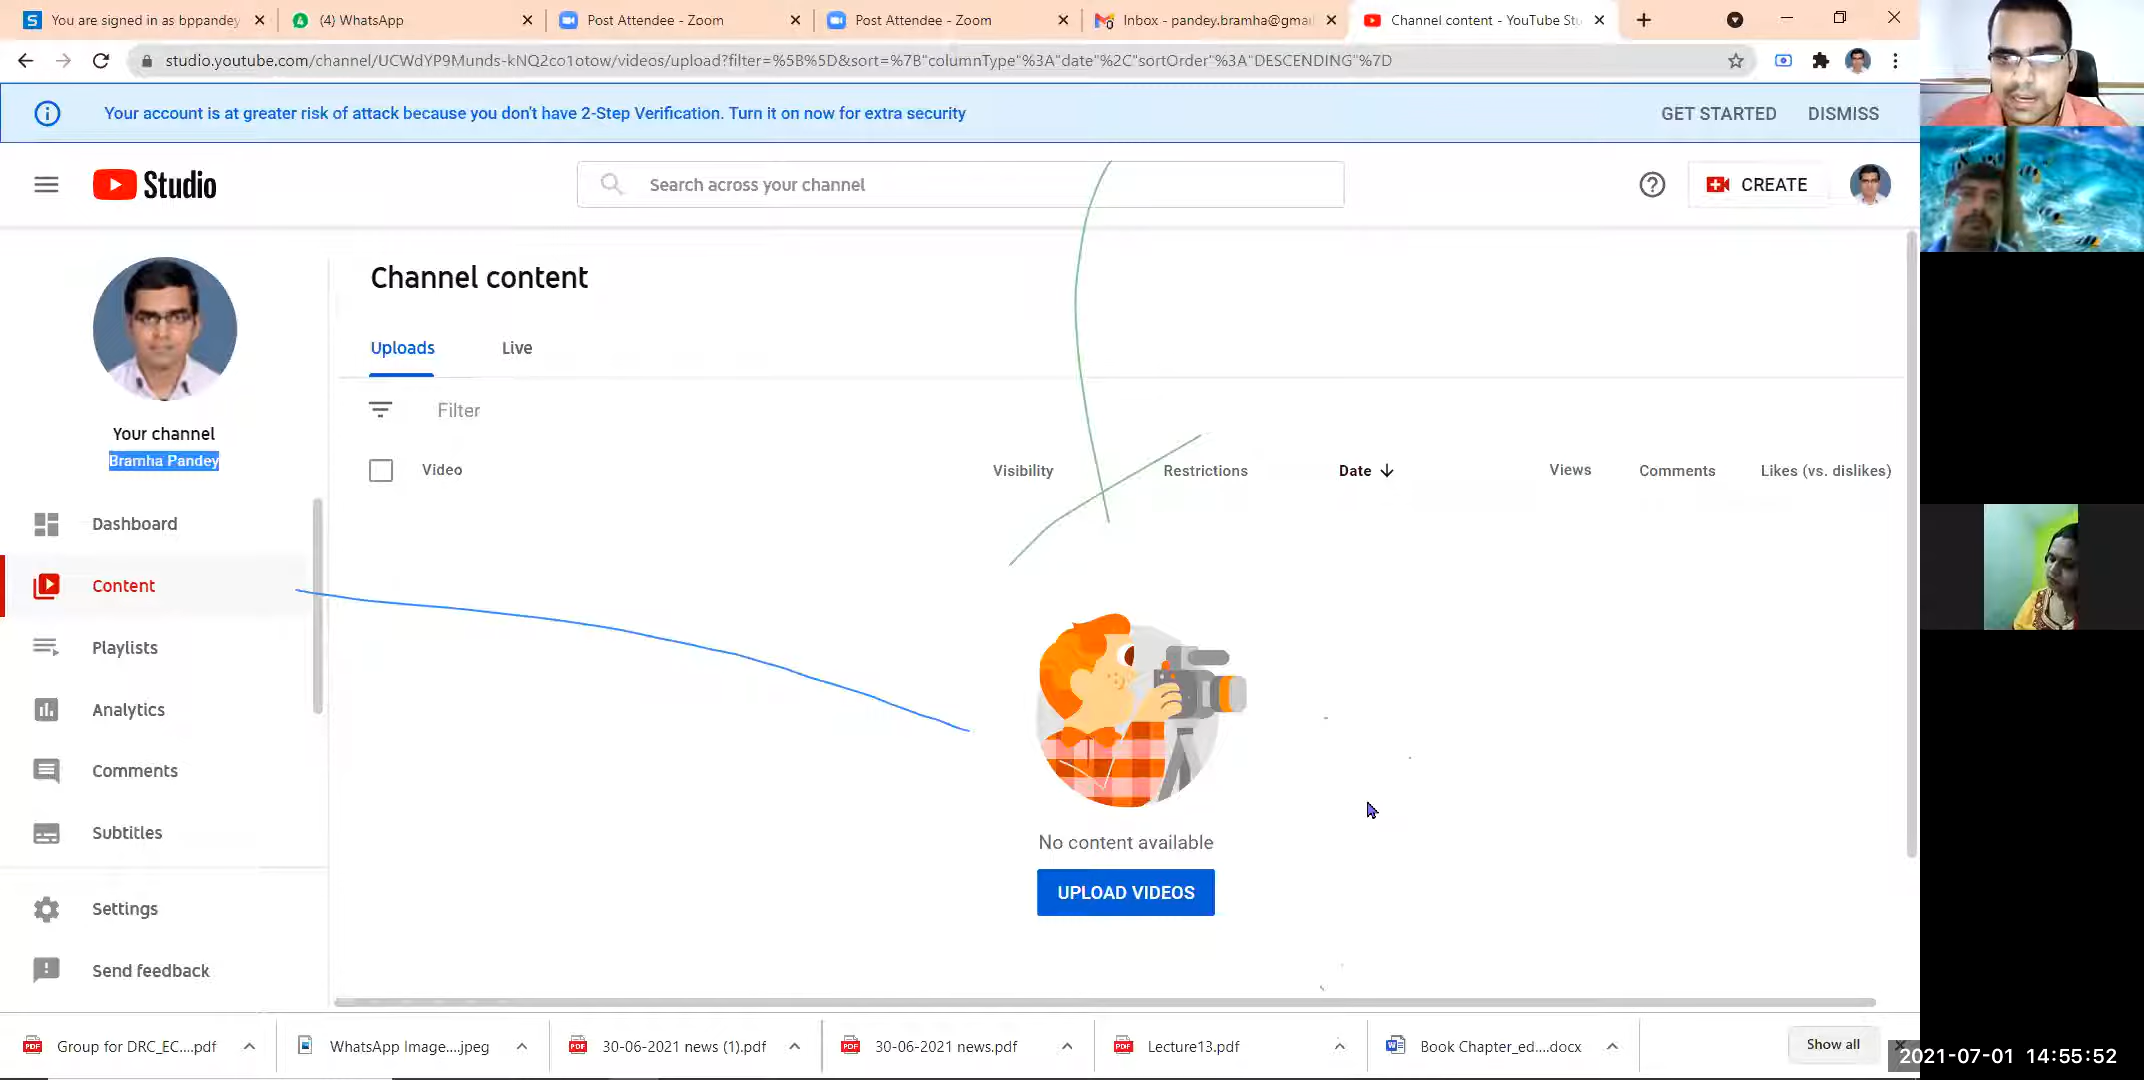 You are signed in as bppandey
(4) WhatsApp
Post Attendee - Zoom
Post Attendee - Zoom
Inbox - pandey.bramha@gmai
Channel content - YouTube Stu
studio.youtube.com/channel/UCWdYP9Munds-kNQ2co1otow/videos/upload?filter=%5B%5D&sort=%7B"columnType"%3A"date"%2C"sortOrder"%3A"DESCENDING"%7D
Your account is at greater risk of attack because you don't have 2-Step Verification. Turn it on now for extra security
GET STARTED
DISMISS
Studio
Search across your channel
CREATE
Your channel
Bramha Pandey
Dashboard
Content
Playlists
Analytics
Comments
Subtitles
Settings
Send feedback
Channel content
Uploads
Live
Filter
Video
Visibility
Restrictions
Date
Views
Comments
Likes (vs. dislikes)
No content available
UPLOAD VIDEOS
Group for DRC_EC....pdf
WhatsApp Image....jpeg
30-06-2021 news (1).pdf
30-06-2021 news.pdf
Lecture13.pdf
Book Chapter_ed....docx
Show all
2021-07-01 14:55:52